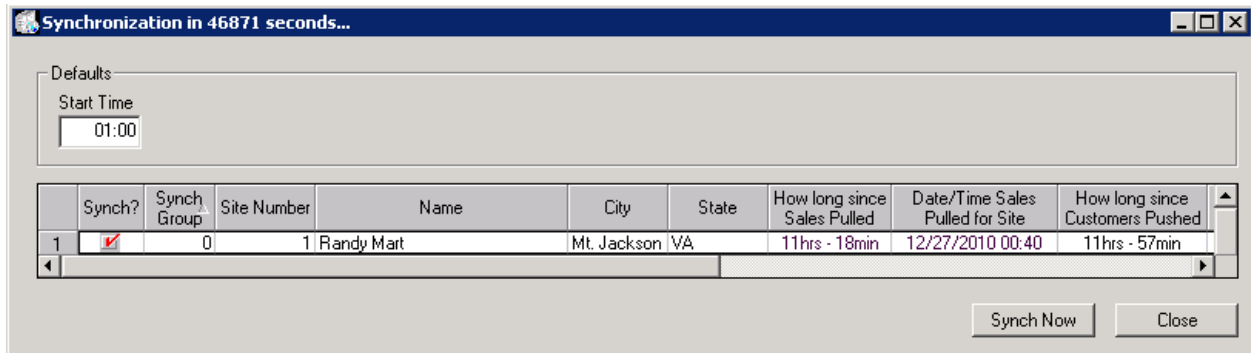 Synchronization in 46871 seconds...
Defaults
Start Time
01:00
Synch? Synch Group Site Number Name City State How long since Sales Pulled Date/Time Sales Pulled for Site How long since Customers Pushed
1 0 1 Randy Mart Mt. Jackson VA 11hrs - 18min 12/27/2010 00:40 11hrs - 57min
Synch Now Close